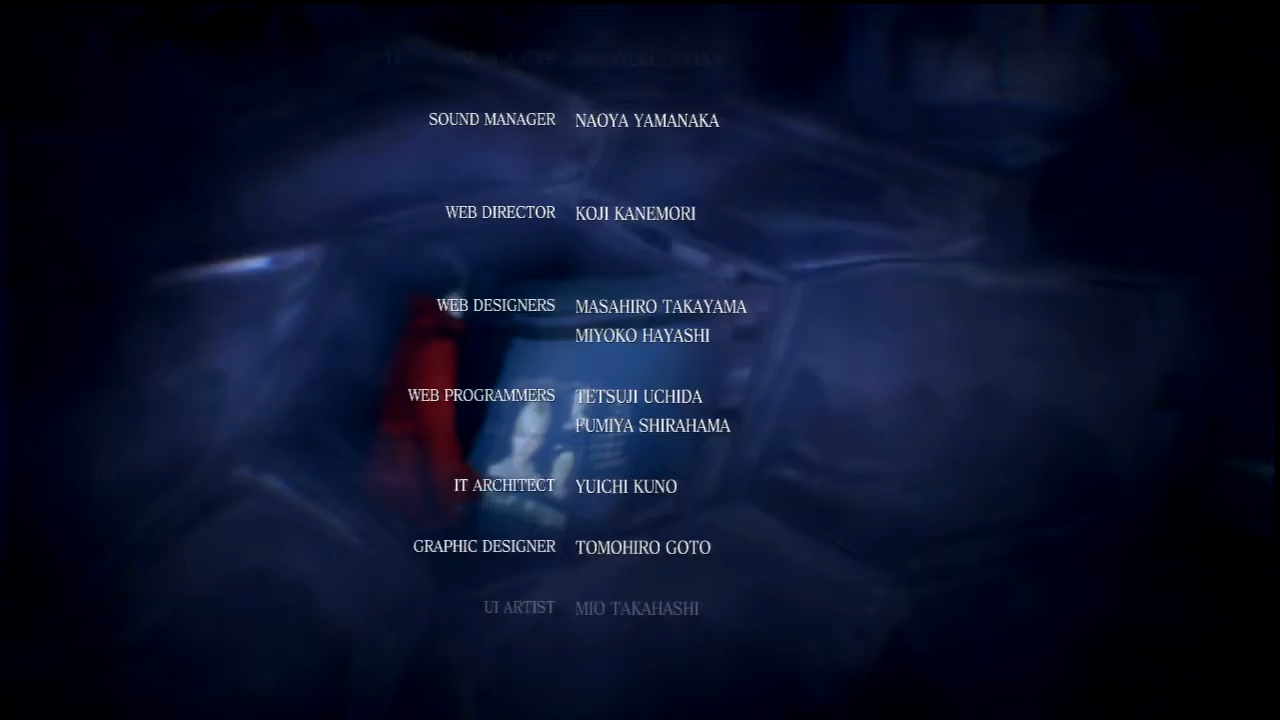 SOUND MANAGER NAOYA YAMANAKA
WEB DIRECTOR KOJI KANEMORI
WEB DESIGNERS MASAHIRO TAKAYAMA
MIYOKO HAYASHI
WEB PROGRAMMERS TETSUJI UCHIDA
FUMIYA SHIRAHAMA
IT ARCHITECT YUICHI KUNO
GRAPHIC DESIGNER TOMOHIRO GOTO
UI ARTIST MIO TAKAHASHI